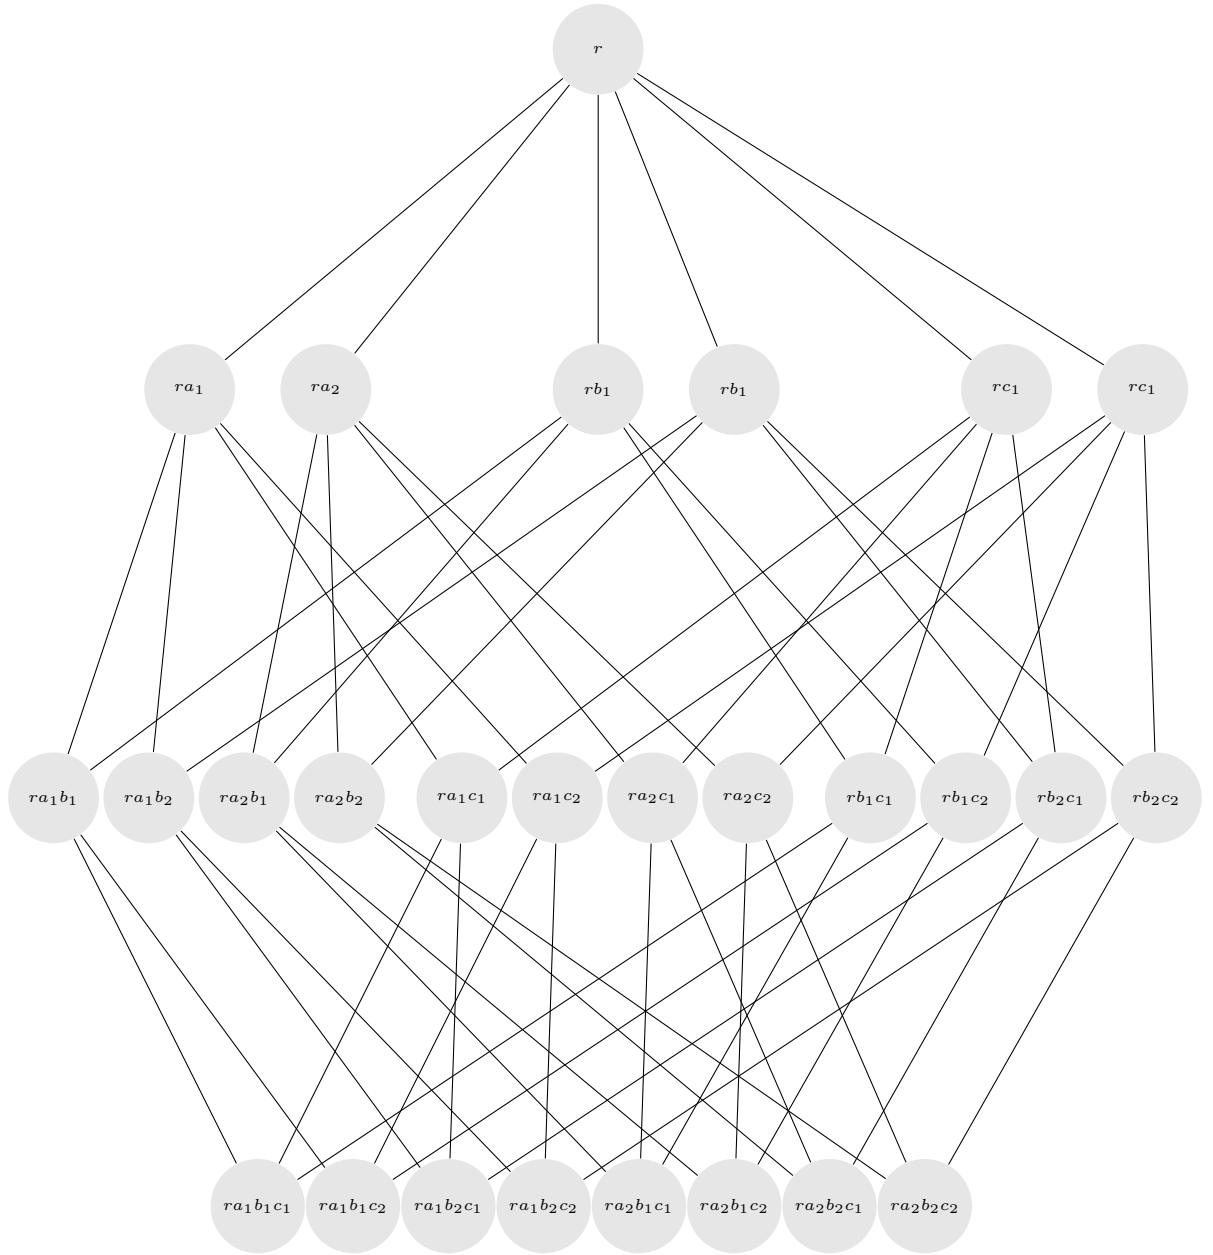 r
ra₁ ra₂ rb₁ rb₁ rc₁ rc₁
ra₁b₁ ra₁b₂ ra₂b₁ ra₂b₂ ra₁c₁ ra₁c₂ ra₂c₁ ra₂c₂ rb₁c₁ rb₁c₂ rb₂c₁ rb₂c₂
ra₁b₁c₁ ra₁b₁c₂ ra₁b₂c₁ ra₁b₂c₂ ra₂b₁c₁ ra₂b₁c₂ ra₂b₂c₁ ra₂b₂c₂